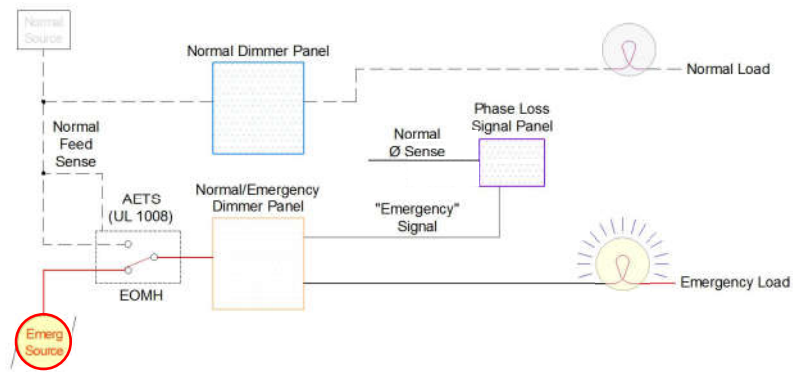 Normal
Source
Normal Dimmer Panel
Normal Load
Phase Loss
Signal Panel
Normal
Feed
Sense
Normal
Ø Sense
AETS
(UL 1008)
Normal/Emergency
Dimmer Panel
"Emergency"
Signal
EOMH
Emergency Load
Emerg
Source